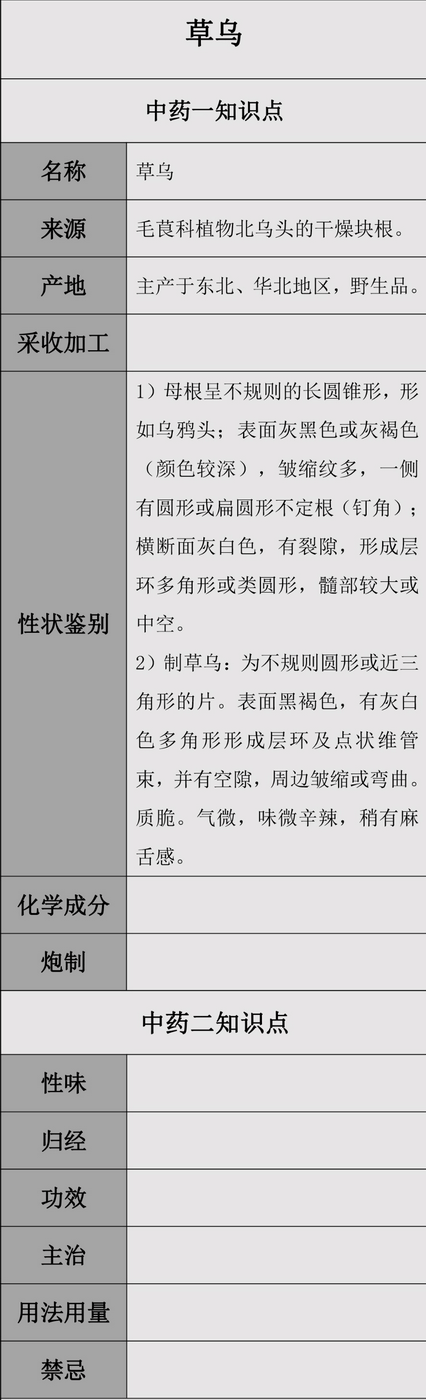 草乌
中药一知识点
名称
草乌
来源
毛茛科植物北乌头的干燥块根。
产地
主产于东北、华北地区，野生品。
采收加工
性状鉴别
1）母根呈不规则的长圆锥形，形
如乌鸦头；表面灰黑色或灰褐色
（颜色较深），皱缩纹多，一侧
有圆形或扁圆形不定根（钉角）；
横断面灰白色，有裂隙，形成层
环多角形或类圆形，髓部较大或
中空。
2）制草乌：为不规则圆形或近三
角形的片。表面黑褐色，有灰白
色多角形形成层环及点状维管
束，并有空隙，周边皱缩或弯曲。
质脆。气微，味微辛辣，稍有麻
舌感。
化学成分
炮制
中药二知识点
性味
归经
功效
主治
用法用量
禁忌